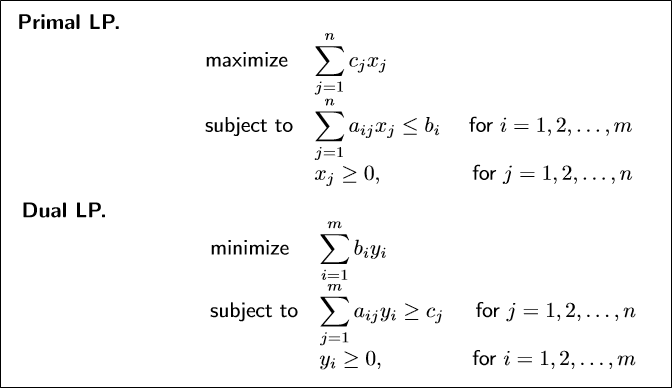 Primal LP.
maximize $\sum_{j=1}^{n} c_j x_j$
subject to $\sum_{j=1}^{n} a_{ij} x_j \leq b_i$ for $i = 1, 2, \ldots, m$
$x_j \geq 0,$ for $j = 1, 2, \ldots, n$
Dual LP.
minimize $\sum_{i=1}^{m} b_i y_i$
subject to $\sum_{j=1}^{m} a_{ij} y_i \geq c_j$ for $j = 1, 2, \ldots, n$
$y_i \geq 0,$ for $i = 1, 2, \ldots, m$